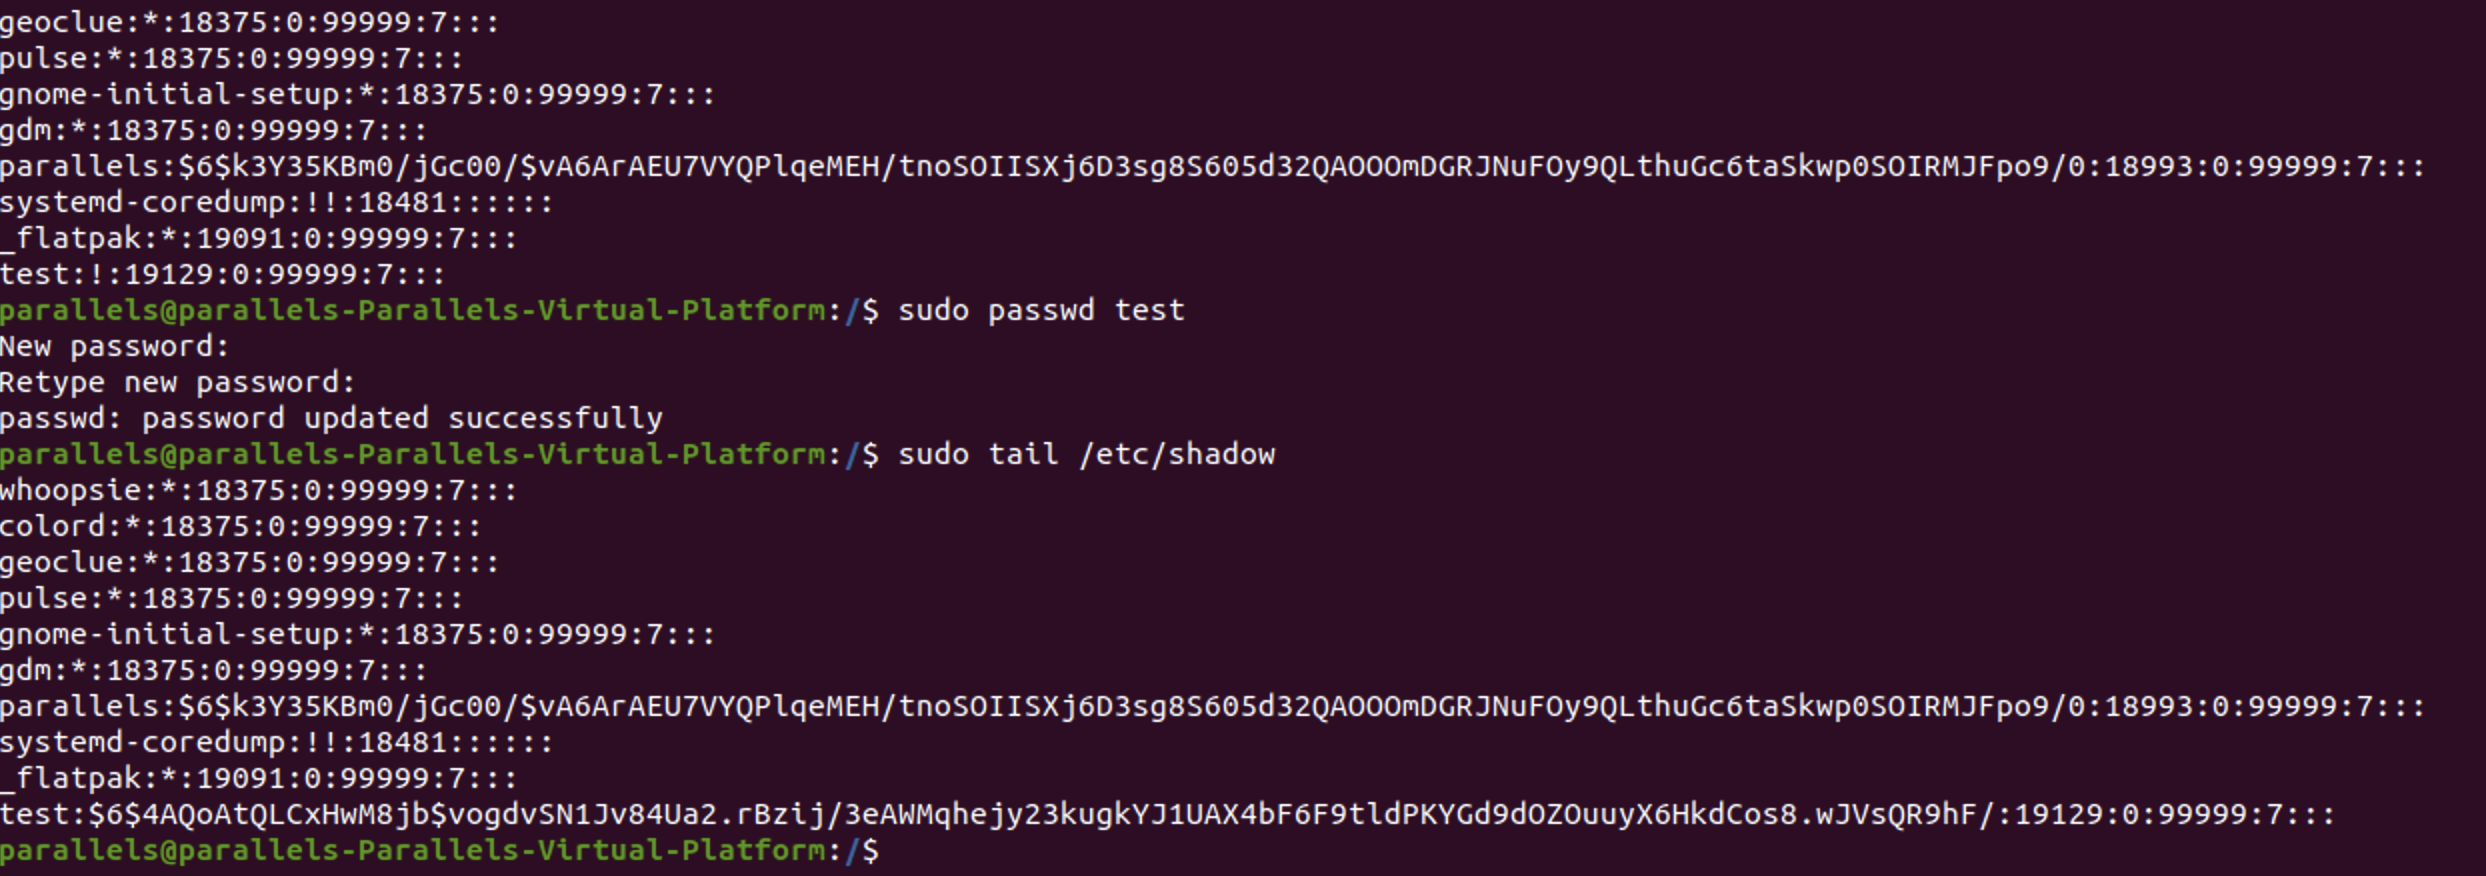 geoclue:*:18375:0:99999:7:::
pulse:*:18375:0:99999:7:::
gnome-initial-setup:*:18375:0:99999:7:::
gdm:*:18375:0:99999:7:::
parallels:$6$k3Y35KBm0/jGc00/$vA6ArAEU7VYQPlqeMEH/tnoSOIISXj6D3sg8S605d32QAOOOmDGRJNuFOy9QLthuGc6taSkwp0SOIRMJFpo9/0:18993:0:99999:7:::
systemd-coredump:!!:18481::::::
_flatpak:*:19091:0:99999:7:::
test:!:19129:0:99999:7:::
parallels@parallels-Parallels-Virtual-Platform:/$ sudo passwd test
New password:
Retype new password:
passwd: password updated successfully
parallels@parallels-Parallels-Virtual-Platform:/$ sudo tail /etc/shadow
whoopsie:*:18375:0:99999:7:::
colord:*:18375:0:99999:7:::
geoclue:*:18375:0:99999:7:::
pulse:*:18375:0:99999:7:::
gnome-initial-setup:*:18375:0:99999:7:::
gdm:*:18375:0:99999:7:::
parallels:$6$k3Y35KBm0/jGc00/$vA6ArAEU7VYQPlqeMEH/tnoSOIISXj6D3sg8S605d32QAOOOmDGRJNuFOy9QLthuGc6taSkwp0SOIRMJFpo9/0:18993:0:99999:7:::
systemd-coredump:!!:18481::::::
_flatpak:*:19091:0:99999:7:::
test:$6$4AQoAtQLCxHwM8jb$vogdvSN1Jv84Ua2.rBzij/3eAWMqhejy23kugkYJ1UAX4bF6F9tldPKYGd9dOZOuuyX6HkdCos8.wJVsQR9hF/:19129:0:99999:7:::
parallels@parallels-Parallels-Virtual-Platform:/$